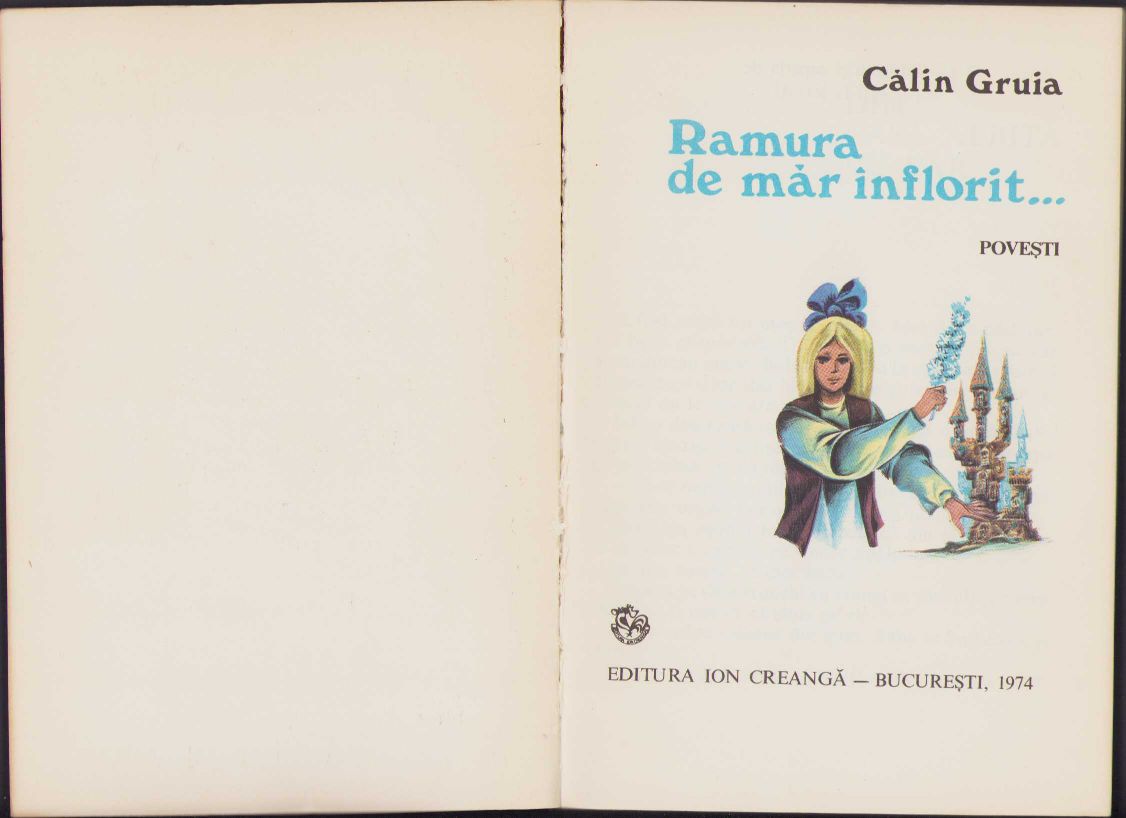 Călin Gruia
Ramura
de măr înflorit...
POVEȘTI
EDITURA ION CREANGĂ — BUCUREȘTI, 1974